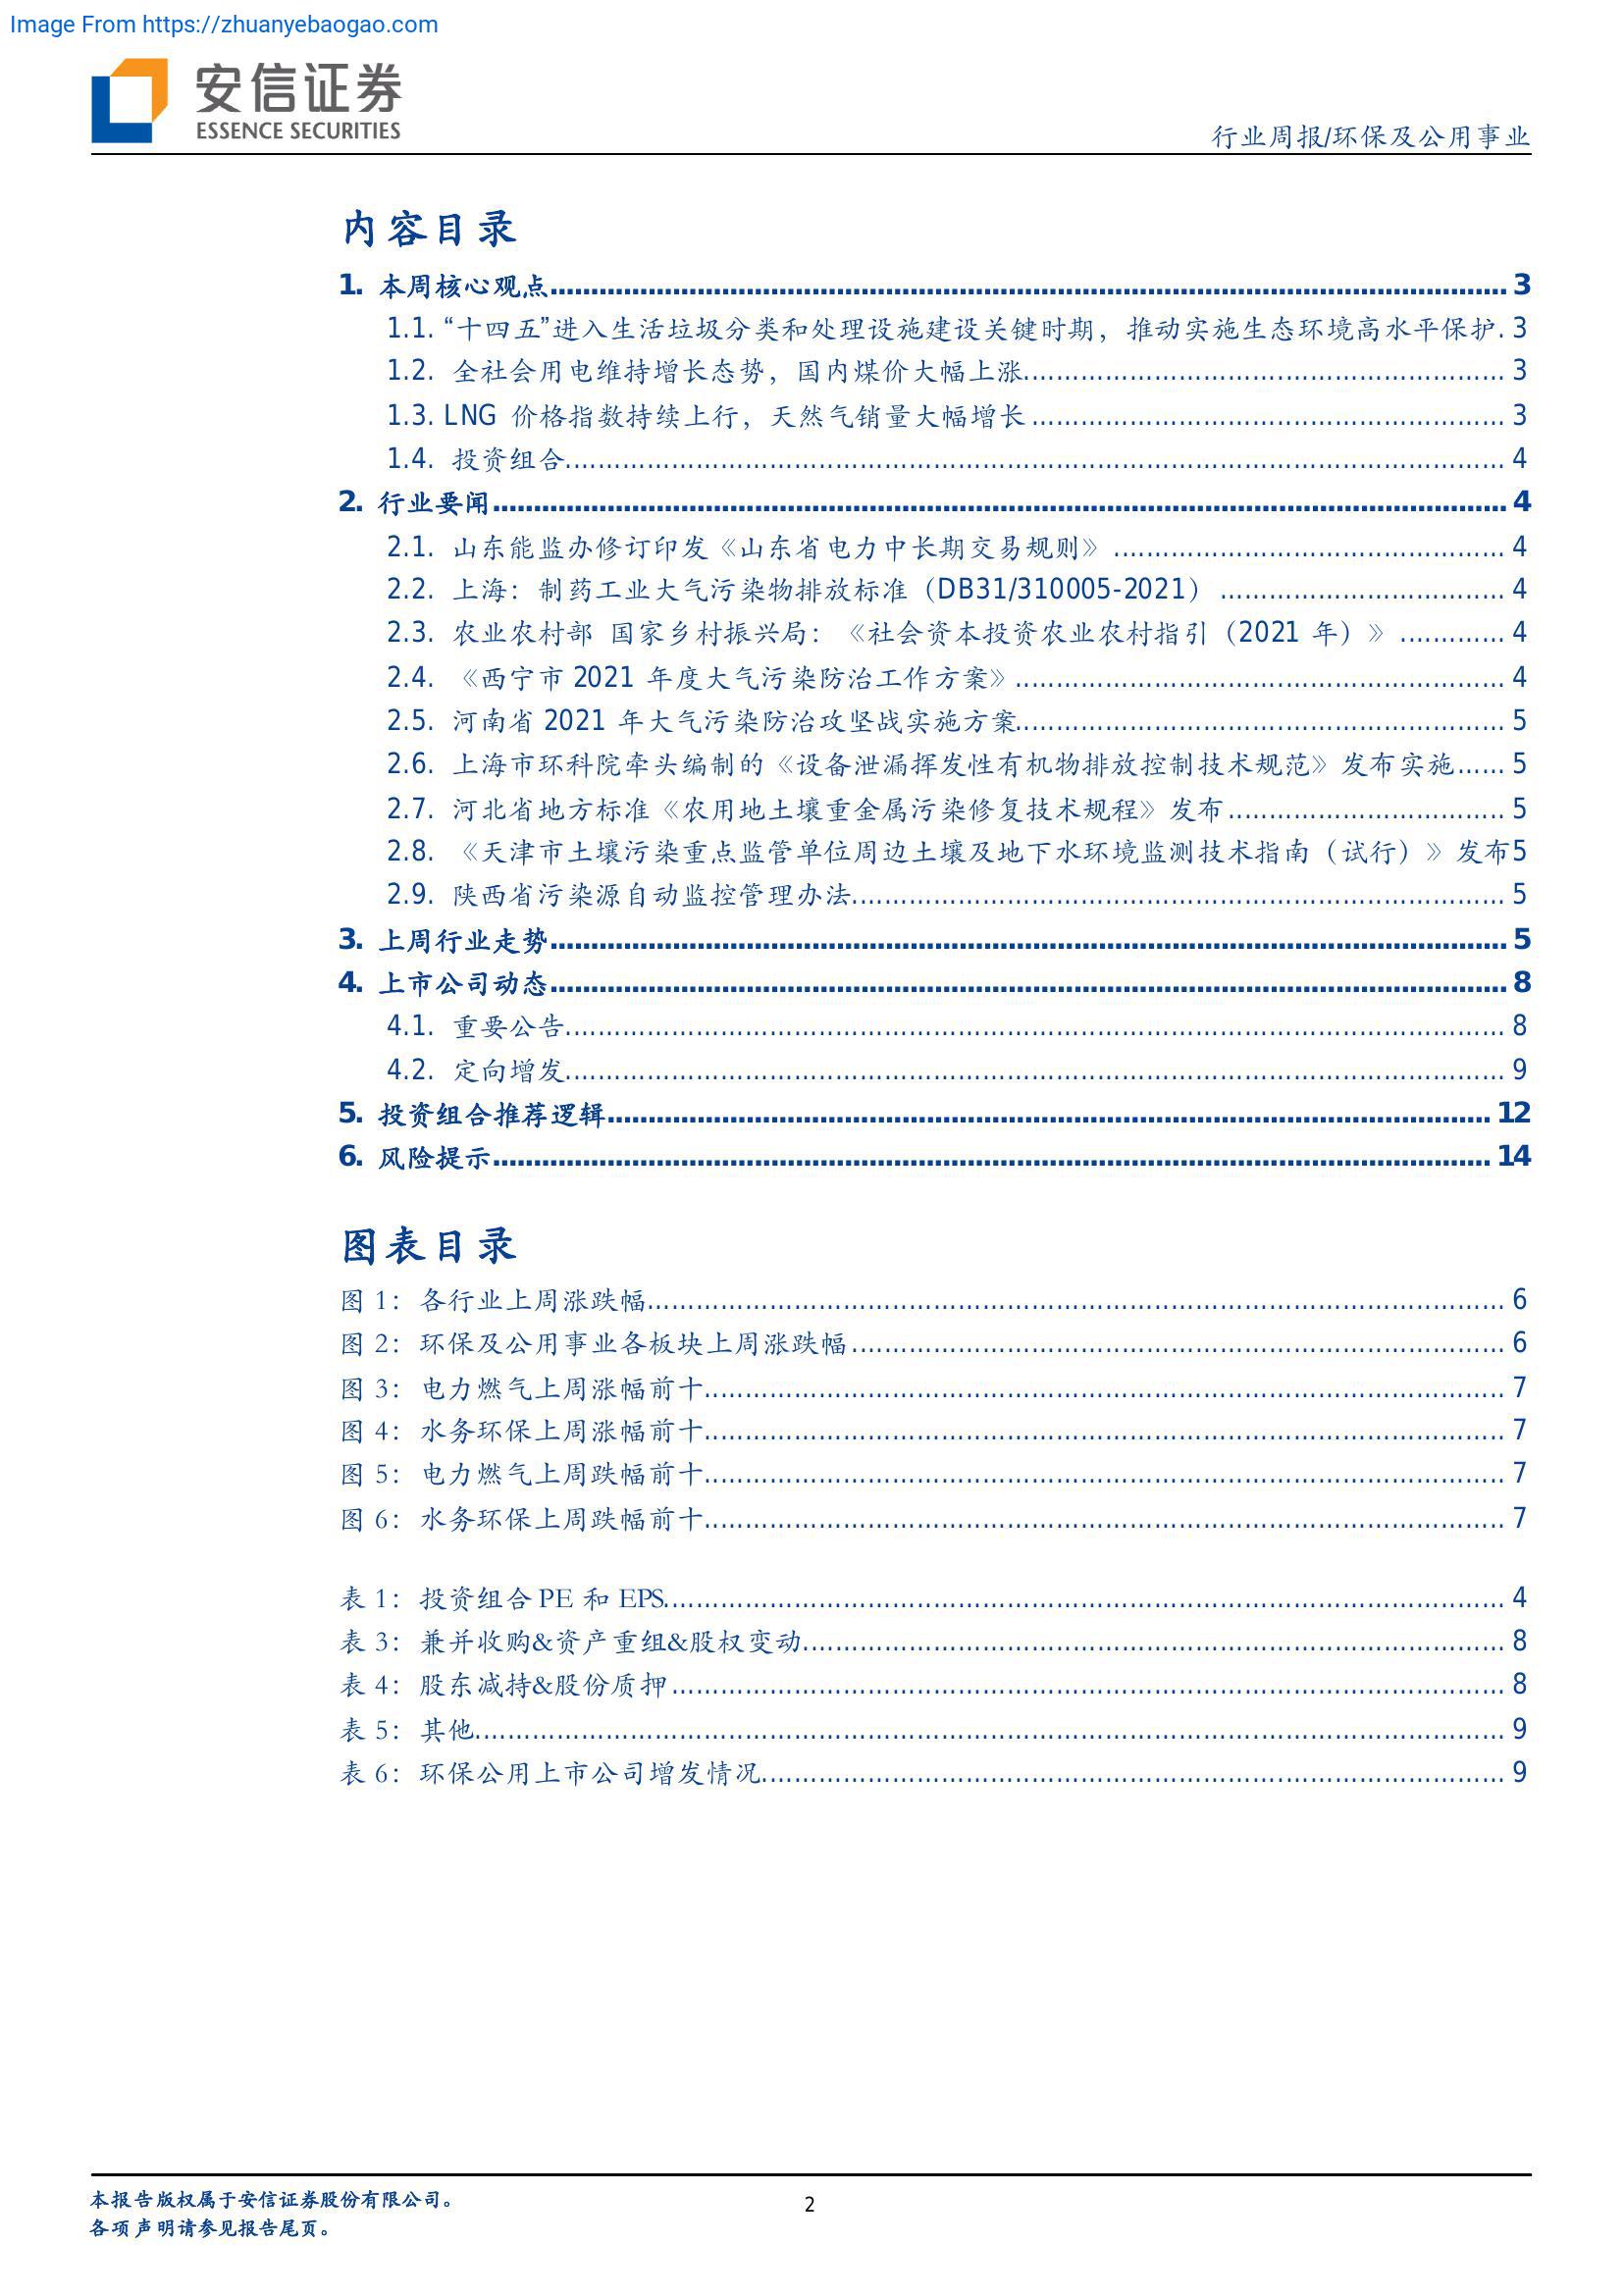 Image From https://zhuanyebaogao.com
安信证券
ESSENCE SECURITIES
行业周报/环保及公用事业
内容目录
1. 本周核心观点 3
1.1. “十四五”进入生活垃圾分类和处理设施建设关键时期，推动实施生态环境高水平保护. 3
1.2. 全社会用电维持增长态势，国内煤价大幅上涨 3
1.3. LNG 价格指数持续上行，天然气销量大幅增长 3
1.4. 投资组合 4
2. 行业要闻 4
2.1. 山东能监办修订印发《山东省电力中长期交易规则》 4
2.2. 上海：制药工业大气污染物排放标准（DB31/310005-2021） 4
2.3. 农业农村部 国家乡村振兴局：《社会资本投资农业农村指引（2021 年）》 4
2.4. 《西宁市 2021 年度大气污染防治工作方案》 4
2.5. 河南省 2021 年大气污染防治攻坚战实施方案 5
2.6. 上海市环科院牵头编制的《设备泄漏挥发性有机物排放控制技术规范》发布实施 5
2.7. 河北省地方标准《农用地土壤重金属污染修复技术规程》发布 5
2.8. 《天津市土壤污染重点监管单位周边土壤及地下水环境监测技术指南（试行）》发布5
2.9. 陕西省污染源自动监控管理办法 5
3. 上周行业走势 5
4. 上市公司动态 8
4.1. 重要公告 8
4.2. 定向增发 9
5. 投资组合推荐逻辑 12
6. 风险提示 14
图表目录
图 1：各行业上周涨跌幅 6
图 2：环保及公用事业各板块上周涨跌幅 6
图 3：电力燃气上周涨幅前十 7
图 4：水务环保上周涨幅前十 7
图 5：电力燃气上周跌幅前十 7
图 6：水务环保上周跌幅前十 7
表 1：投资组合 PE 和 EPS 4
表 3：兼并收购&资产重组&股权变动 8
表 4：股东减持&股份质押 8
表 5：其他 9
表 6：环保公用上市公司增发情况 9
本报告版权属于安信证券股份有限公司。
2
各项声明请参见报告尾页。